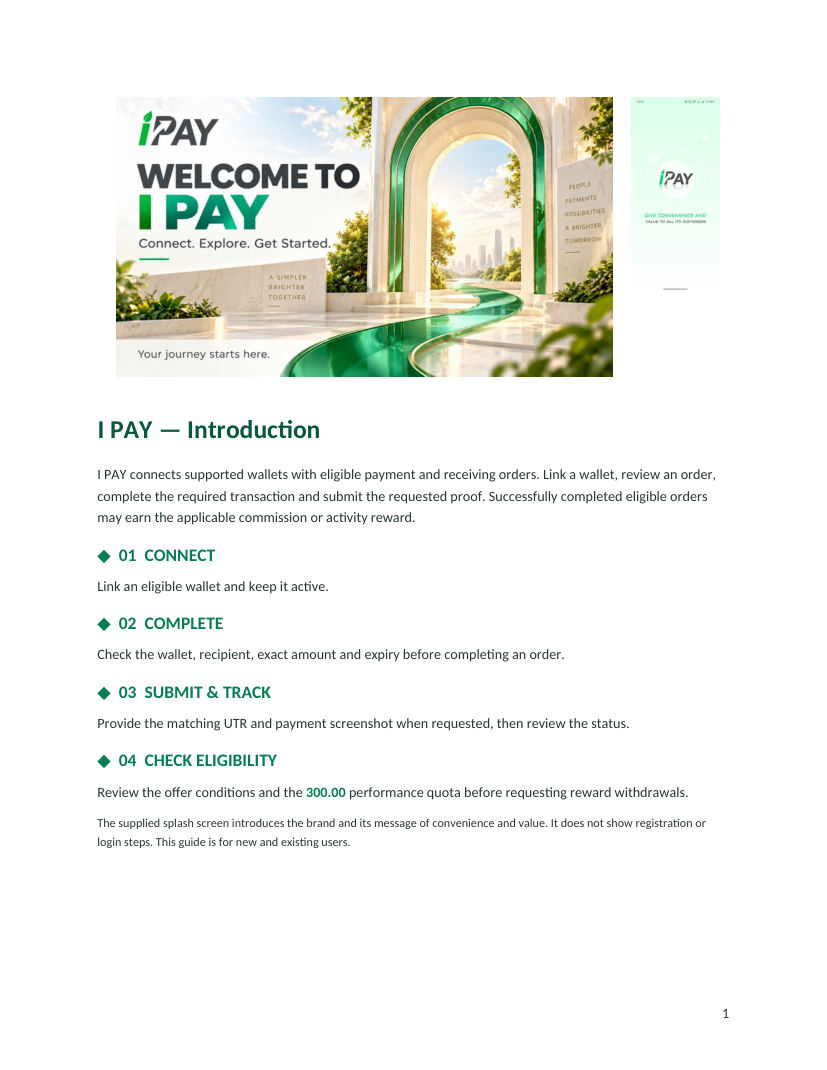 iPAY
WELCOME TO
I PAY
Connect. Explore. Get Started.
A SIMPLER
BRIGHTER
TOGETHER
Your journey starts here.
PEOPLE
PAYMENTS
POSSIBILITIES
A BRIGHTER
TOMORROW
iPAY
GIVE CONVENIENCE AND
VALUE TO ALL ITS CUSTOMERS
I PAY — Introduction
I PAY connects supported wallets with eligible payment and receiving orders. Link a wallet, review an order,
complete the required transaction and submit the requested proof. Successfully completed eligible orders
may earn the applicable commission or activity reward.
◆ 01 CONNECT
Link an eligible wallet and keep it active.
◆ 02 COMPLETE
Check the wallet, recipient, exact amount and expiry before completing an order.
◆ 03 SUBMIT & TRACK
Provide the matching UTR and payment screenshot when requested, then review the status.
◆ 04 CHECK ELIGIBILITY
Review the offer conditions and the 300.00 performance quota before requesting reward withdrawals.
The supplied splash screen introduces the brand and its message of convenience and value. It does not show registration or
login steps. This guide is for new and existing users.
1